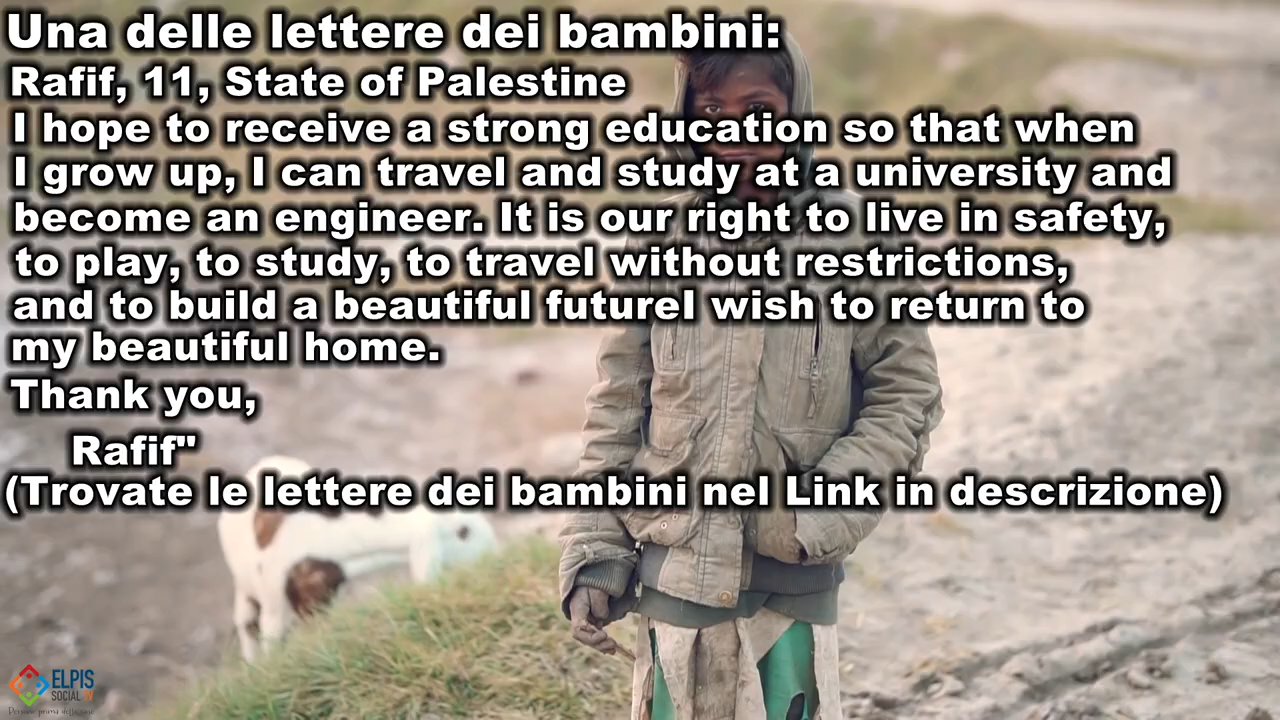 Una delle lettere dei bambini:
Rafif, 11, State of Palestine
I hope to receive a strong education so that when
I grow up, I can travel and study at a university and
become an engineer. It is our right to live in safety,
to play, to study, to travel without restrictions,
and to build a beautiful futureI wish to return to
my beautiful home.
Thank you,
Rafif"
(Trovate le lettere dei bambini nel Link in descrizione)
ELPIS
SOCIAL TV